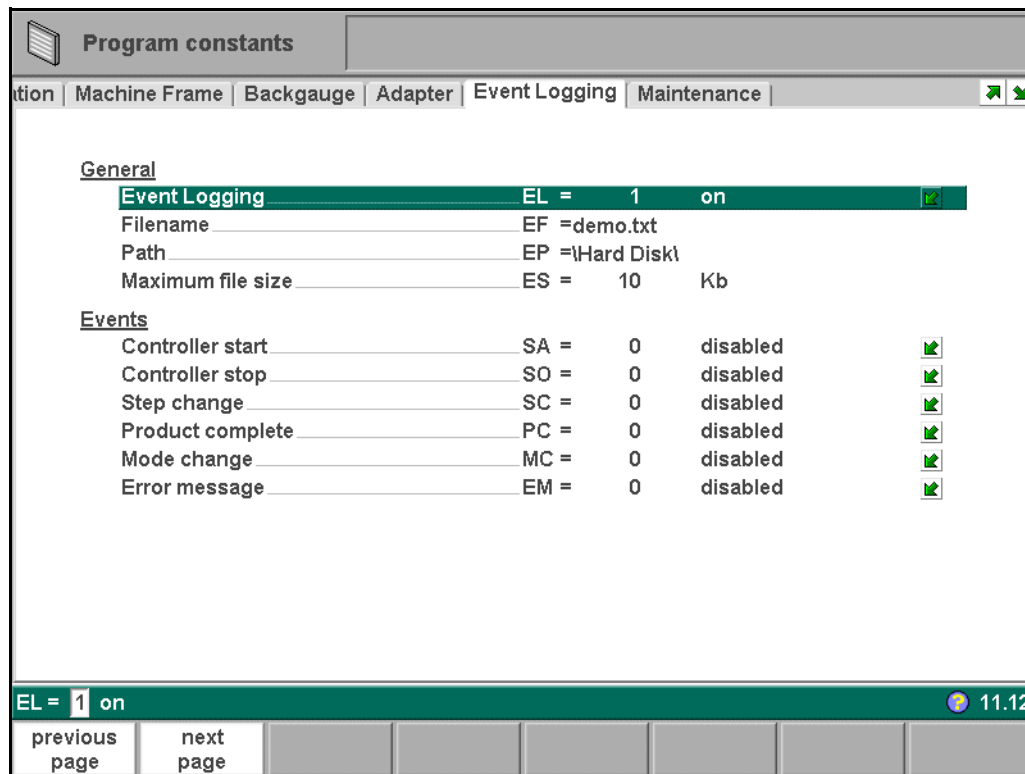 Program constants
ation | Machine Frame | Backgauge | Adapter | Event Logging | Maintenance |
General
Event Logging EL = 1 on
Filename EF =demo.txt
Path EP =\Hard Disk\
Maximum file size ES = 10 Kb
Events
Controller start SA = 0 disabled
Controller stop SO = 0 disabled
Step change SC = 0 disabled
Product complete PC = 0 disabled
Mode change MC = 0 disabled
Error message EM = 0 disabled
EL = 1 on ? 11.12
previous page next page